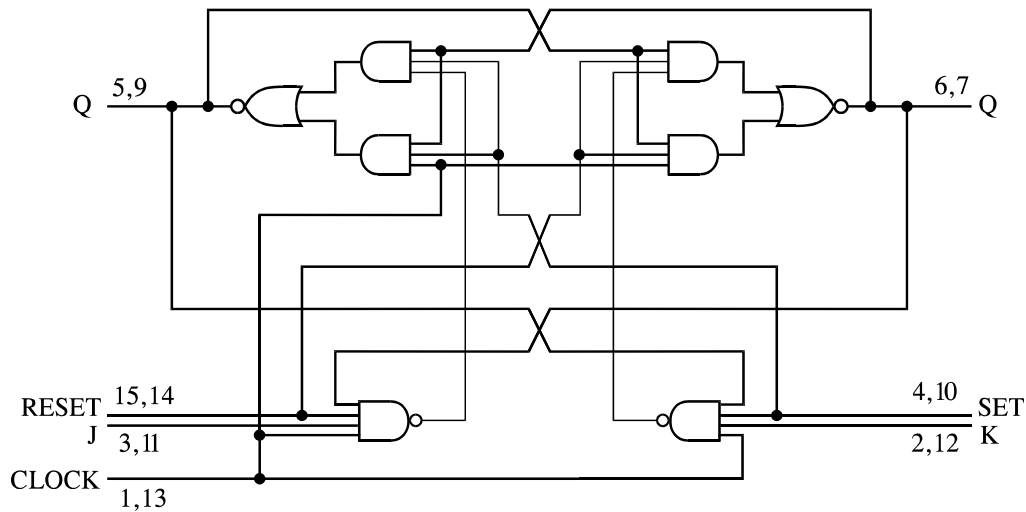 5,9
Q
6,7
Q
RESET
15,14
J
3,11
CLOCK
1,13
4,10
SET
2,12
K